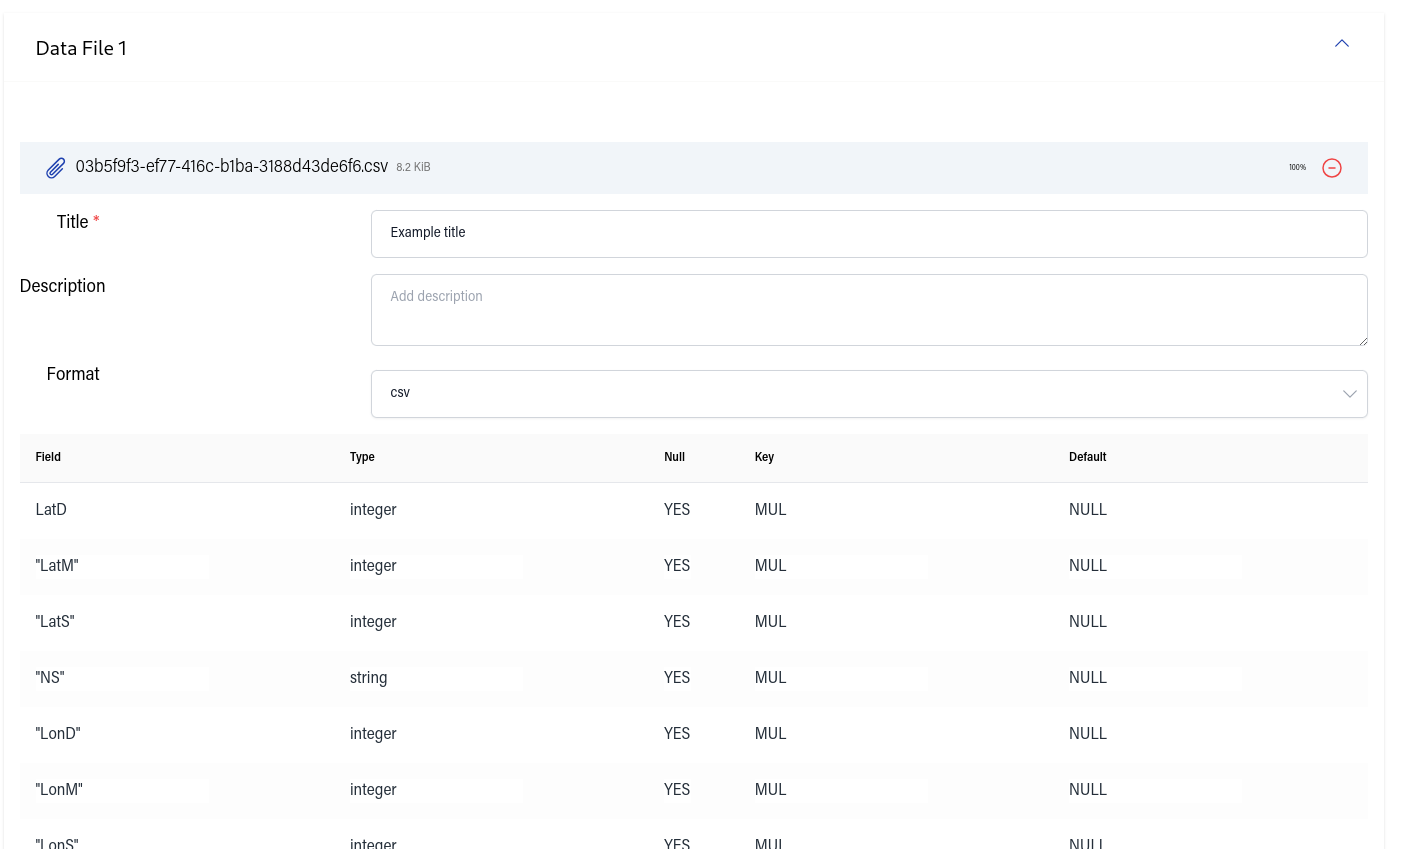 Data File 1
03b5f9f3-ef77-416c-b1ba-3188d43de6f6.csv 8.2 KiB 100%
Title * Example title
Description Add description
Format csv
Field Type Null Key Default
LatD integer YES MUL NULL
"LatM" integer YES MUL NULL
"LatS" integer YES MUL NULL
"NS" string YES MUL NULL
"LonD" integer YES MUL NULL
"LonM" integer YES MUL NULL
"LonS" integer YES MUL NULL